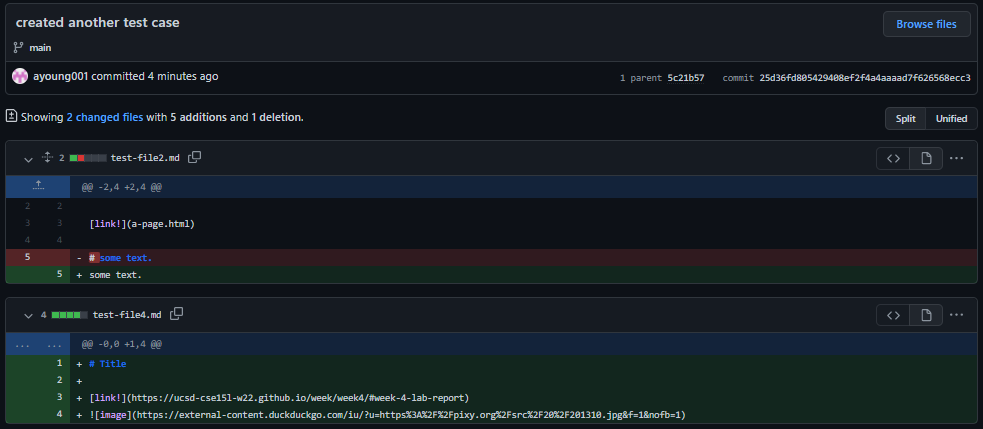 created another test case
Browse files
main
ayoung001 committed 4 minutes ago
1 parent 5c21b57 commit 25d36fd805429408ef2f4a4aaaad7f626568ecc3
Showing 2 changed files with 5 additions and 1 deletion.
Split Unified
2 test-file2.md
@@ -2,4 +2,4 @@
2 2
3 3 [link!](a-page.html)
4 4
5 - # some text.
5 + some text.
4 test-file4.md
... ... @@ -0,0 +1,4 @@
1 + # Title
2 +
3 + [link!](https://ucsd-cse15l-w22.github.io/week/week4/#week-4-lab-report)
4 + ![image](https://external-content.duckduckgo.com/iu/?u=https%3A%2F%2Fpixy.org%2Fsrc%2F20%2F201310.jpg&f=1&nofb=1)